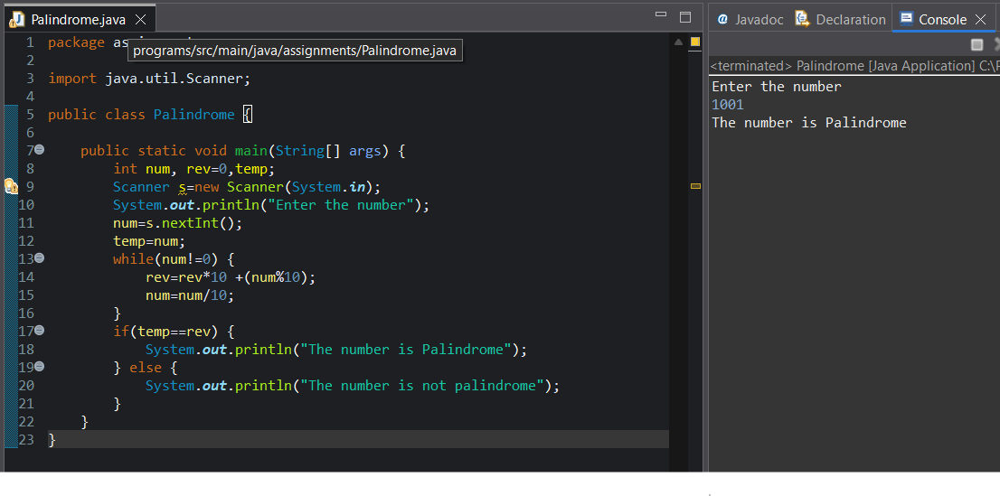 Palindrome.java
1 package as
programs/src/main/java/assignments/Palindrome.java
2
3 import java.util.Scanner;
4
5 public class Palindrome {
6
7 public static void main(String[] args) {
8 int num, rev=0,temp;
9 Scanner s=new Scanner(System.in);
10 System.out.println("Enter the number");
11 num=s.nextInt();
12 temp=num;
13 while(num!=0) {
14 rev=rev*10 +(num%10);
15 num=num/10;
16 }
17 if(temp==rev) {
18 System.out.println("The number is Palindrome");
19 } else {
20 System.out.println("The number is not palindrome");
21 }
22 }
23 }
@ Javadoc Declaration Console
<terminated> Palindrome [Java Application] C:\P
Enter the number
1001
The number is Palindrome